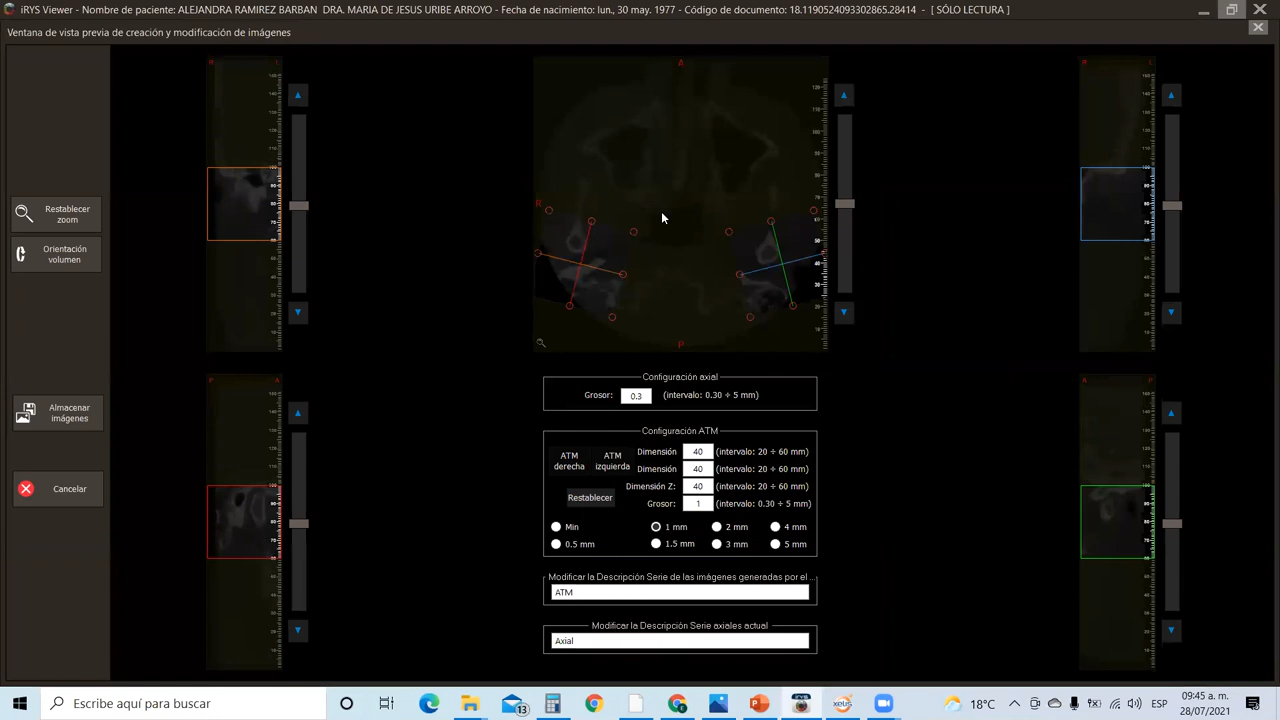 iRYS Viewer - Nombre de paciente: ALEJANDRA RAMIREZ BARBAN DRA. MARIA DE JESUS URIBE ARROYO - Fecha de nacimiento: lun., 30 may. 1977 - Código de documento: 18.11905240933029365.28414 - [ SÓLO LECTURA ]
Ventana de vista previa de creación y modificación de imágenes
A
R
P
P A
A P
Restablecer
zoom
Orientación
volumen
Almacenar
imágenes
Cancelar
Configuración axial
Grosor: 0.3 (intervalo: 0.30 ÷ 5 mm)
Configuración ATM
ATM
derecha
ATM
izquierda
Restablecer
Dimensión 40 (intervalo: 20 ÷ 60 mm)
Dimensión 40 (intervalo: 20 ÷ 60 mm)
Dimensión Z: 40 (intervalo: 20 ÷ 60 mm)
Grosor: 1 (intervalo: 0.30 ÷ 5 mm)
Min 1 mm 2 mm 4 mm
0.5 mm 1.5 mm 3 mm 5 mm
Modificar la Descripción Serie de las imágenes generadas por el ...
ATM
Modificar la Descripción Serie axiales actual
Axial
Escribe aquí para buscar
13
xelis
18°C
ESP
09:45 a. m.
28/07/2021